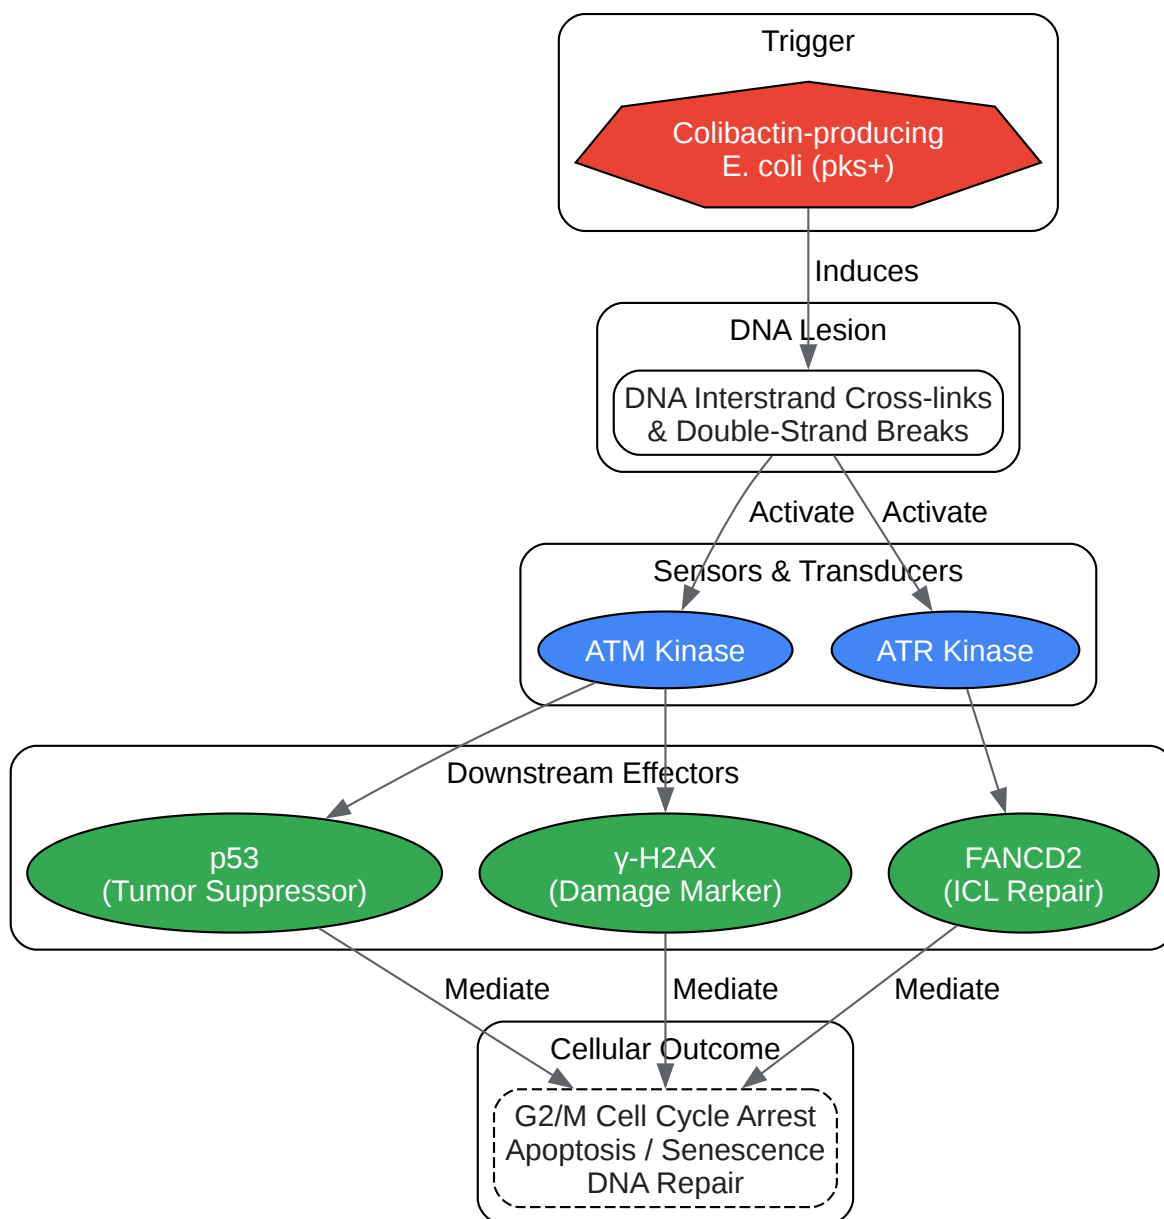 Trigger
Colibactin-producing
E. coli (pks+)
Induces
DNA Lesion
DNA Interstrand Cross-links
& Double-Strand Breaks
Activate
Activate
Sensors & Transducers
ATM Kinase
ATR Kinase
Downstream Effectors
p53
(Tumor Suppressor)
γ-H2AX
(Damage Marker)
FANCD2
(ICL Repair)
Mediate
Mediate
Mediate
Cellular Outcome
G2/M Cell Cycle Arrest
Apoptosis / Senescence
DNA Repair